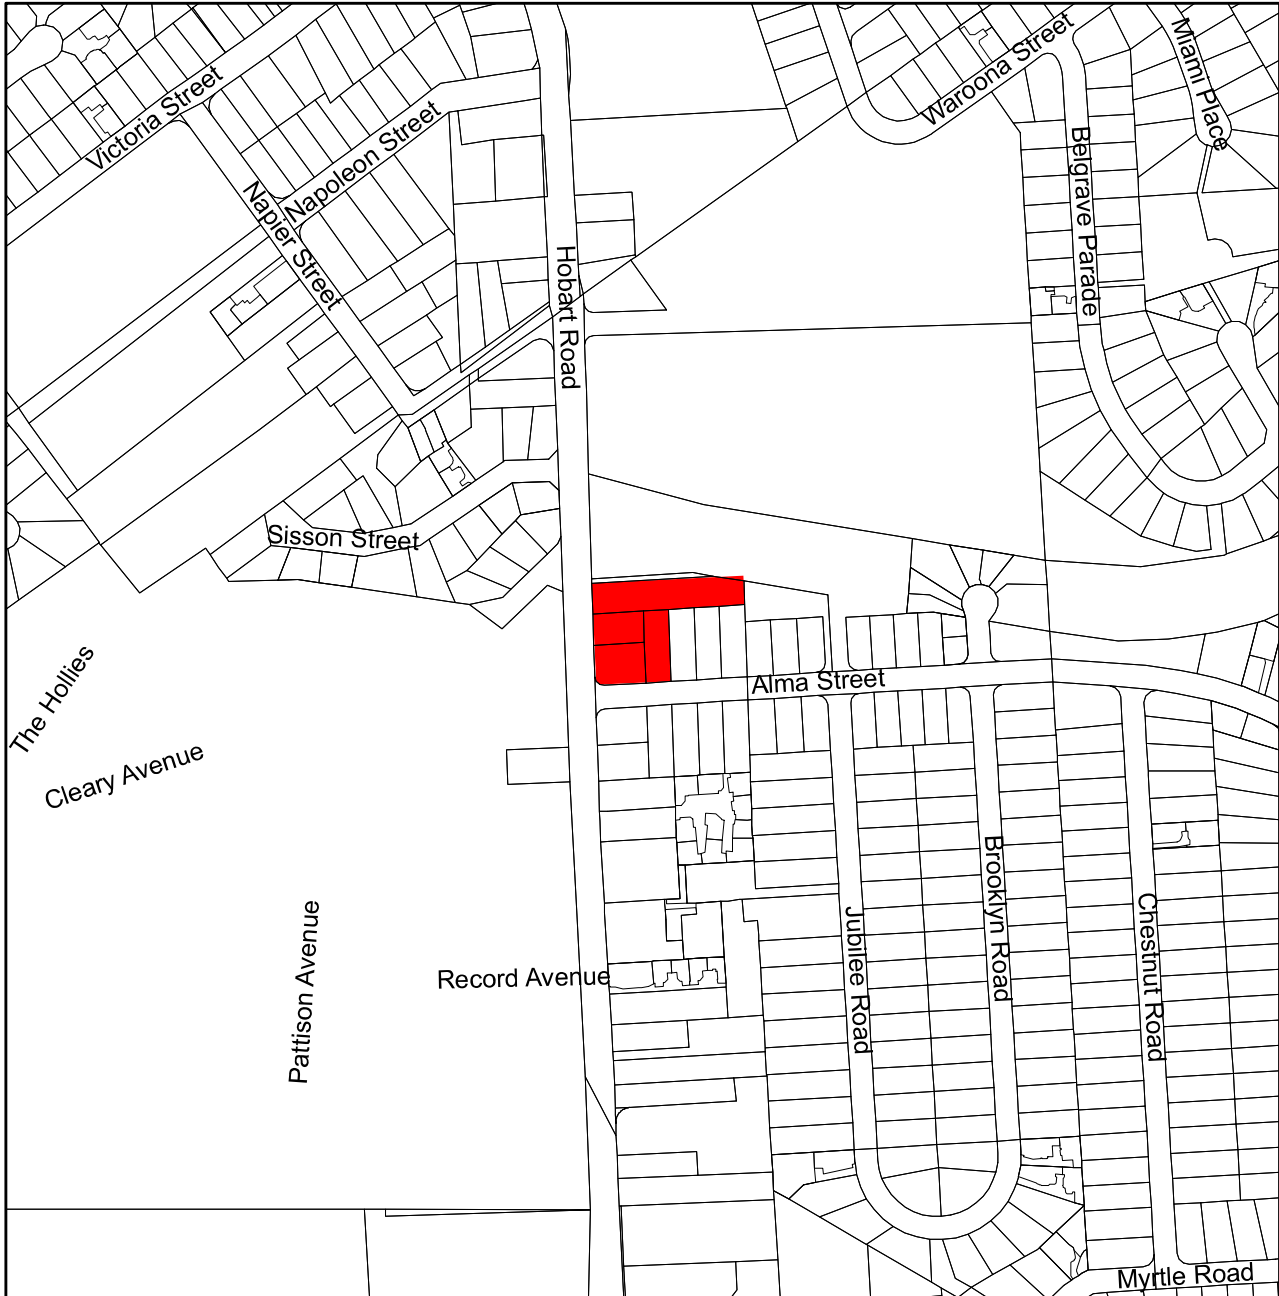 Miami Place
Waroona Street
Victoria Street
Napoleon Street
Belgrave Parade
Napier Street
Hobart Road
Sisson Street
The Hollies
Alma Street
Cleary Avenue
Brooklyn Road
Chestnut Road
Pattison Avenue
Jubilee Road
Record Avenue
Myrtle Road